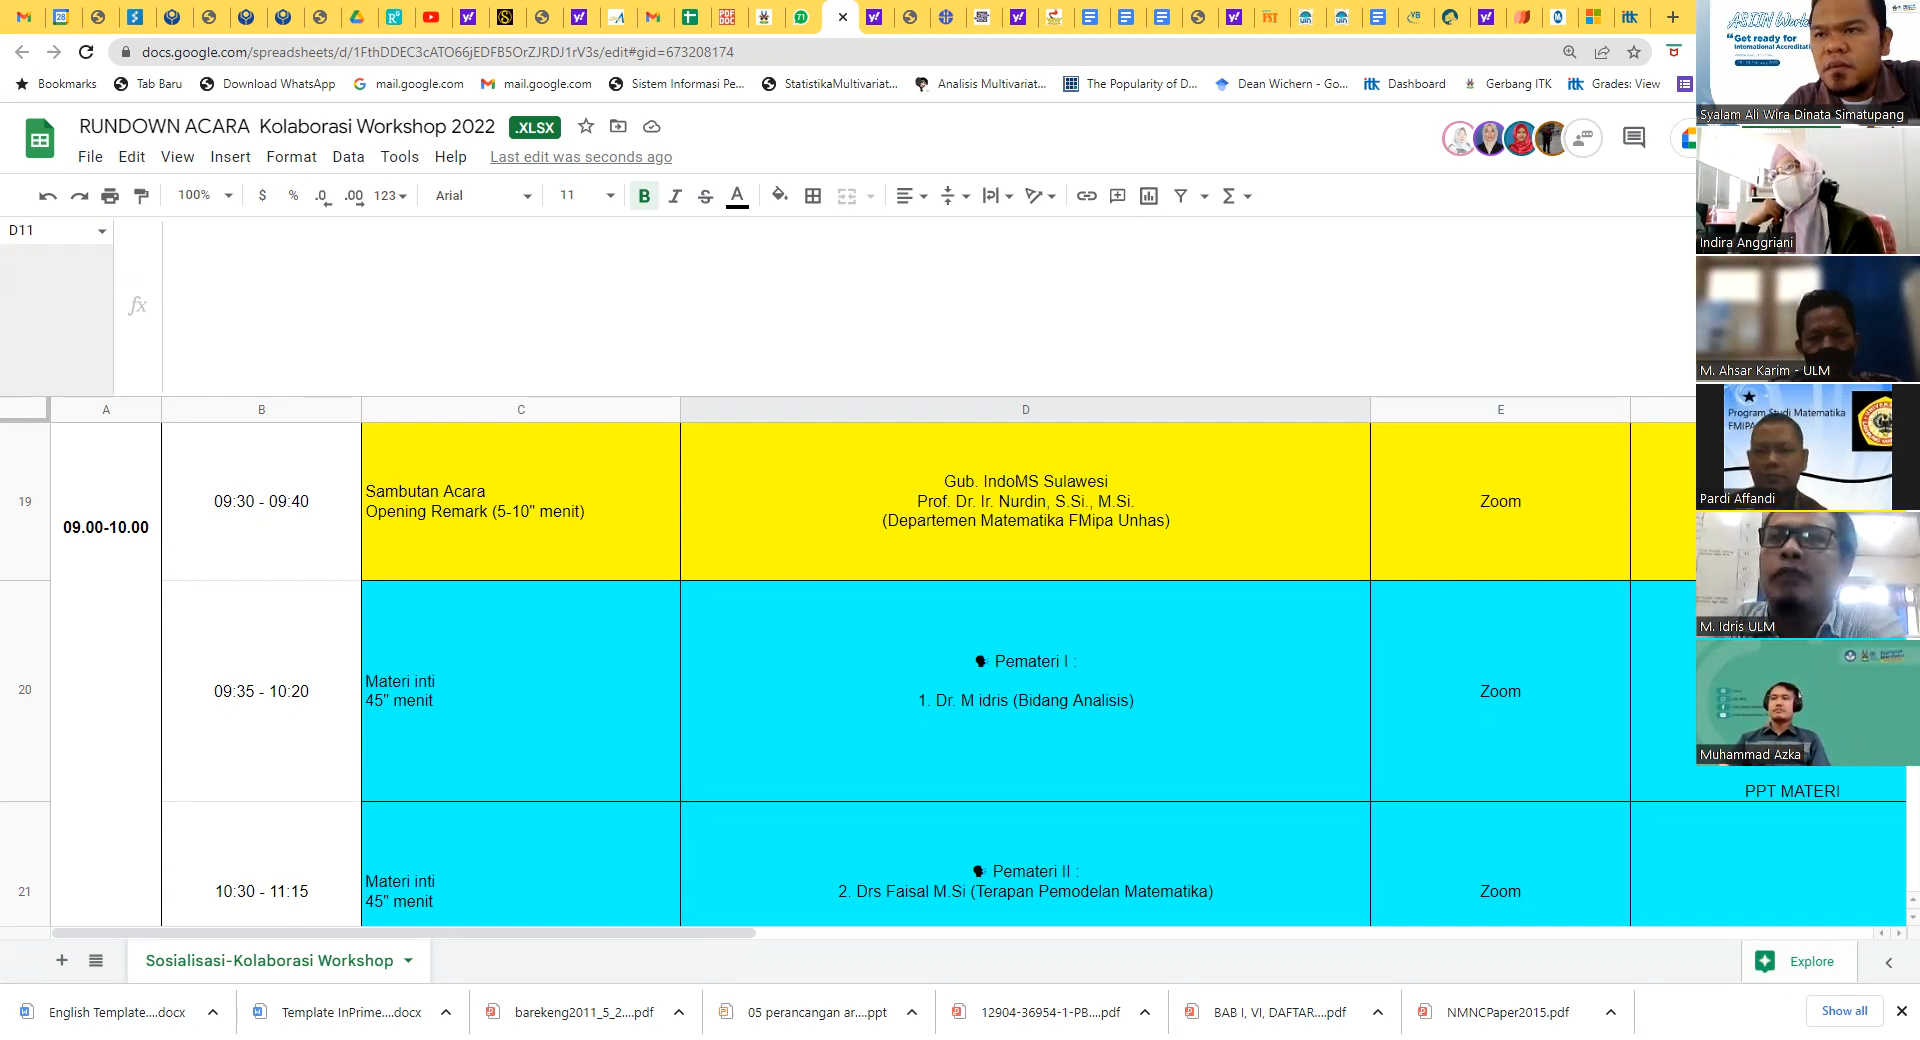 docs.google.com/spreadsheets/d/1FthDDEC3cATO66jEDFB5OrZJRDJ1rV3s/edit#gid=673208174
Bookmarks
Tab Baru
Download WhatsApp
mail.google.com
mail.google.com
Sistem Informasi Pe...
StatistikaMultivariat...
Analisis Multivariat...
The Popularity of D...
Dean Wichern - Go...
Dashboard
Gerbang ITK
Grades: View
RUNDOWN ACARA Kolaborasi Workshop 2022
.XLSX
File Edit View Insert Format Data Tools Help
Last edit was seconds ago
100%
$ % .0 .00 123
Arial
11
B I S A
D11
fx
A B C D E
19
09.00-10.00
09:30 - 09:40
Sambutan Acara
Opening Remark (5-10" menit)
Gub. IndoMS Sulawesi
Prof. Dr. Ir. Nurdin, S.Si., M.Si.
(Departemen Matematika FMipa Unhas)
Zoom
20
09:35 - 10:20
Materi inti
45" menit
Pemateri I :
1. Dr. M idris (Bidang Analisis)
Zoom
PPT MATERI
21
10:30 - 11:15
Materi inti
45" menit
Pemateri II :
2. Drs Faisal M.Si (Terapan Pemodelan Matematika)
Zoom
Sosialisasi-Kolaborasi Workshop
Explore
English Template....docx
Template InPrime....docx
barekeng2011_5_2....pdf
05 perancangan ar....ppt
12904-36954-1-PB....pdf
BAB I, VI, DAFTAR....pdf
NMNCPaper2015.pdf
Show all
"Get ready for
International Accreditati
Syalam Ali Wira Dinata Simatupang
Indira Anggriani
M. Ahsar Karim - ULM
Program Studi Matematika
FMIPA
Pardi Affandi
M. Idris ULM
Muhammad Azka